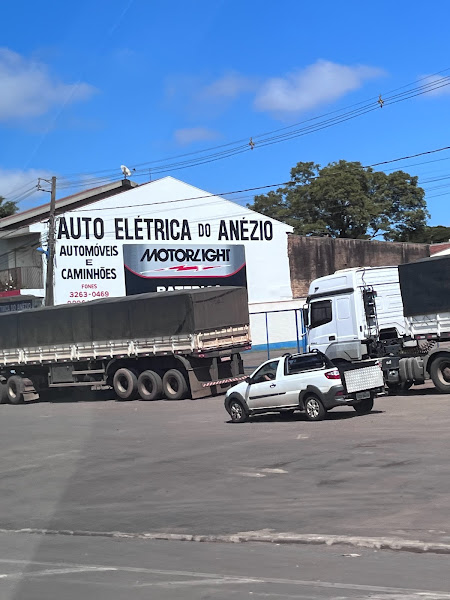 AUTO ELÉTRICA DO ANÉZIO
AUTOMÓVEIS
E
CAMINHÕES
MOTORLIGHT
FONES
3263-0469